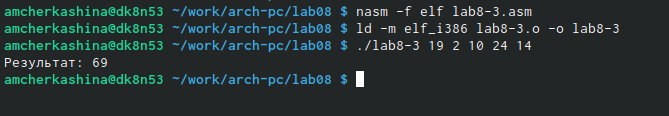 amcherkashina@dk8n53 ~/work/arch-pc/lab08 $ nasm -f elf lab8-3.asm
amcherkashina@dk8n53 ~/work/arch-pc/lab08 $ ld -m elf_i386 lab8-3.o -o lab8-3
amcherkashina@dk8n53 ~/work/arch-pc/lab08 $ ./lab8-3 19 2 10 24 14
Результат: 69
amcherkashina@dk8n53 ~/work/arch-pc/lab08 $